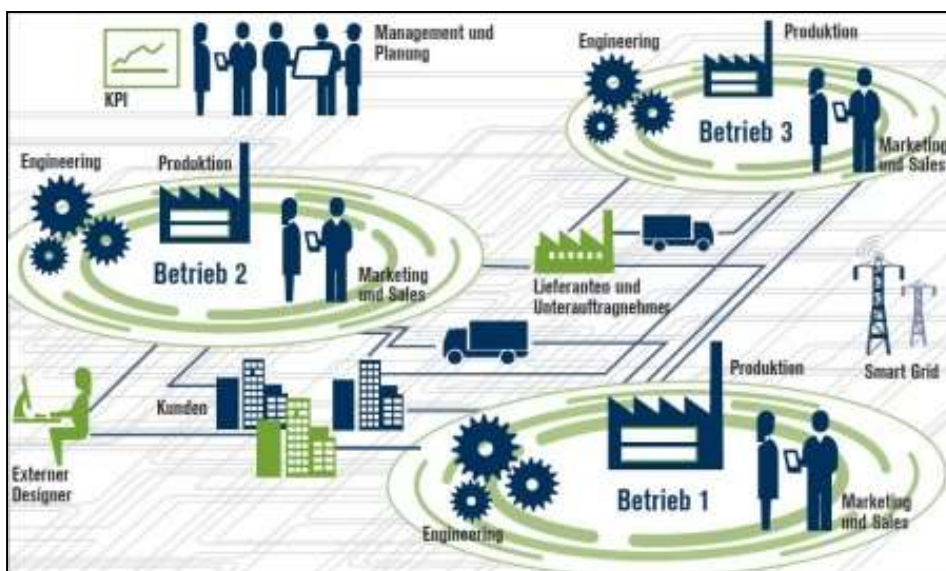 Management und
Planung
KPI
Engineering
Produktion
Betrieb 3
Marketing
und Sales
Engineering
Produktion
Betrieb 2
Marketing
und Sales
Lieferanten und
Unterauftragnehmer
Smart Grid
Kunden
Externer
Designer
Produktion
Betrieb 1
Engineering
Marketing
und Sales